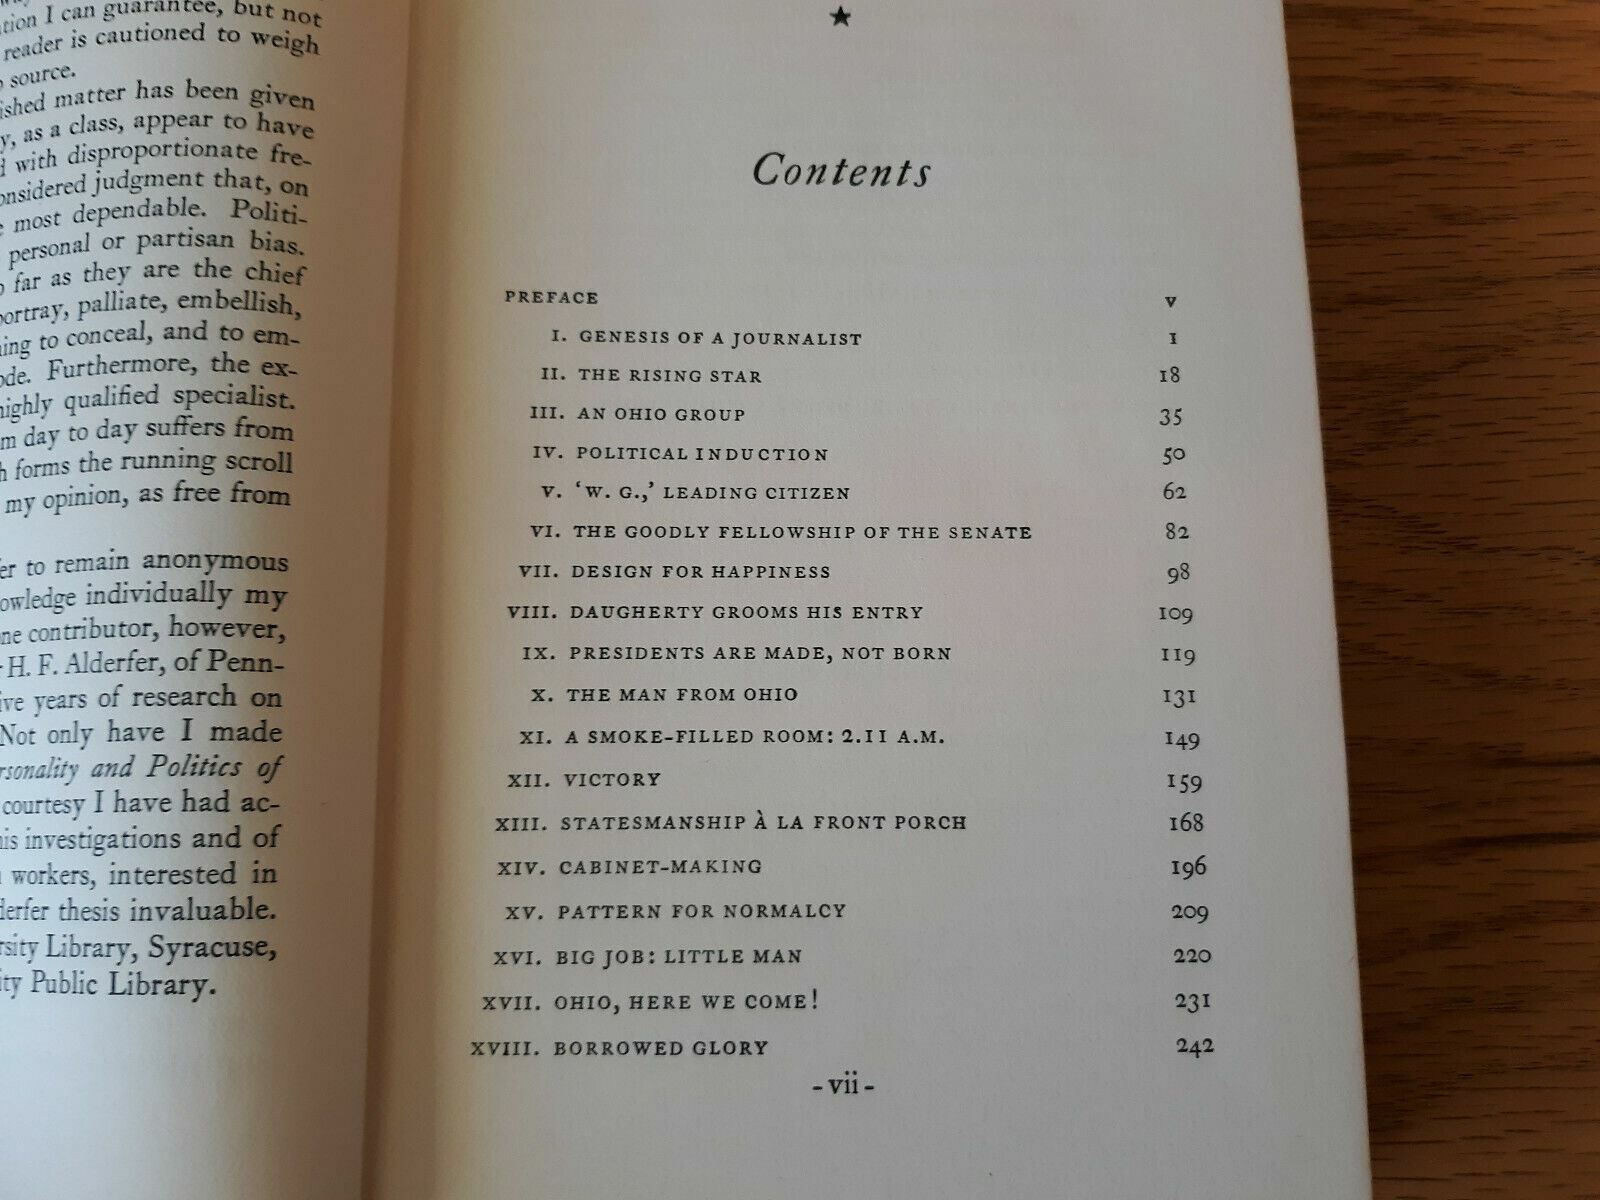 tion I can guarantee, but not
reader is cautioned to weigh
source.
ished matter has been given
y, as a class, appear to have
with disproportionate fre-
onsidered judgment that, on
most dependable. Politi-
personal or partisan bias.
far as they are the chief
ortray, palliate, embellish,
ing to conceal, and to em-
ode. Furthermore, the ex-
highly qualified specialist.
m day to day suffers from
h forms the running scroll
my opinion, as free from
er to remain anonymous
owledge individually my
ne contributor, however,
H. F. Alderfer, of Penn-
ive years of research on
Not only have I made
rsonality and Politics of
courtesy I have had ac-
his investigations and of
workers, interested in
derfer thesis invaluable.
rsity Library, Syracuse,
ity Public Library.
★
Contents
PREFACE v
I. GENESIS OF A JOURNALIST 1
II. THE RISING STAR 18
III. AN OHIO GROUP 35
IV. POLITICAL INDUCTION 50
V. ‘W. G.,’ LEADING CITIZEN 62
VI. THE GOODLY FELLOWSHIP OF THE SENATE 82
VII. DESIGN FOR HAPPINESS 98
VIII. DAUGHERTY GROOMS HIS ENTRY 109
IX. PRESIDENTS ARE MADE, NOT BORN 119
X. THE MAN FROM OHIO 131
XI. A SMOKE-FILLED ROOM: 2.11 A.M. 149
XII. VICTORY 159
XIII. STATESMANSHIP À LA FRONT PORCH 168
XIV. CABINET-MAKING 196
XV. PATTERN FOR NORMALCY 209
XVI. BIG JOB: LITTLE MAN 220
XVII. OHIO, HERE WE COME! 231
XVIII. BORROWED GLORY 242
- vii -